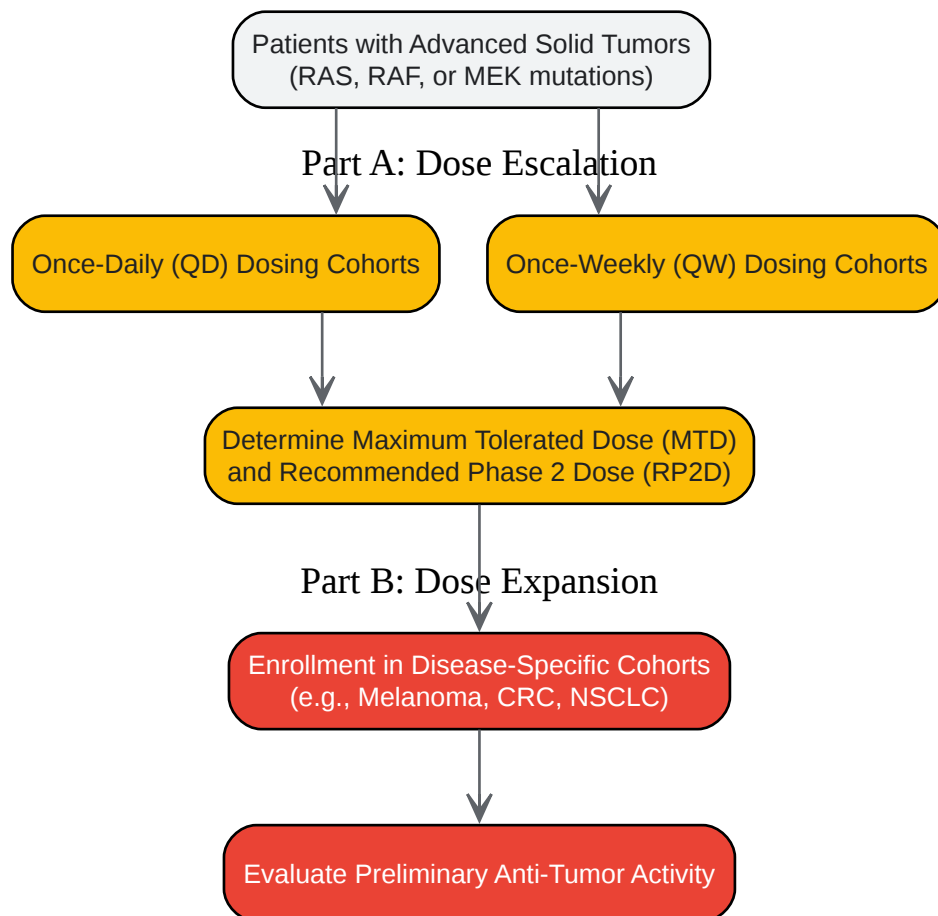 Patients with Advanced Solid Tumors
(RAS, RAF, or MEK mutations)
Part A: Dose Escalation
Once-Daily (QD) Dosing Cohorts
Once-Weekly (QW) Dosing Cohorts
Determine Maximum Tolerated Dose (MTD)
and Recommended Phase 2 Dose (RP2D)
Part B: Dose Expansion
Enrollment in Disease-Specific Cohorts
(e.g., Melanoma, CRC, NSCLC)
Evaluate Preliminary Anti-Tumor Activity